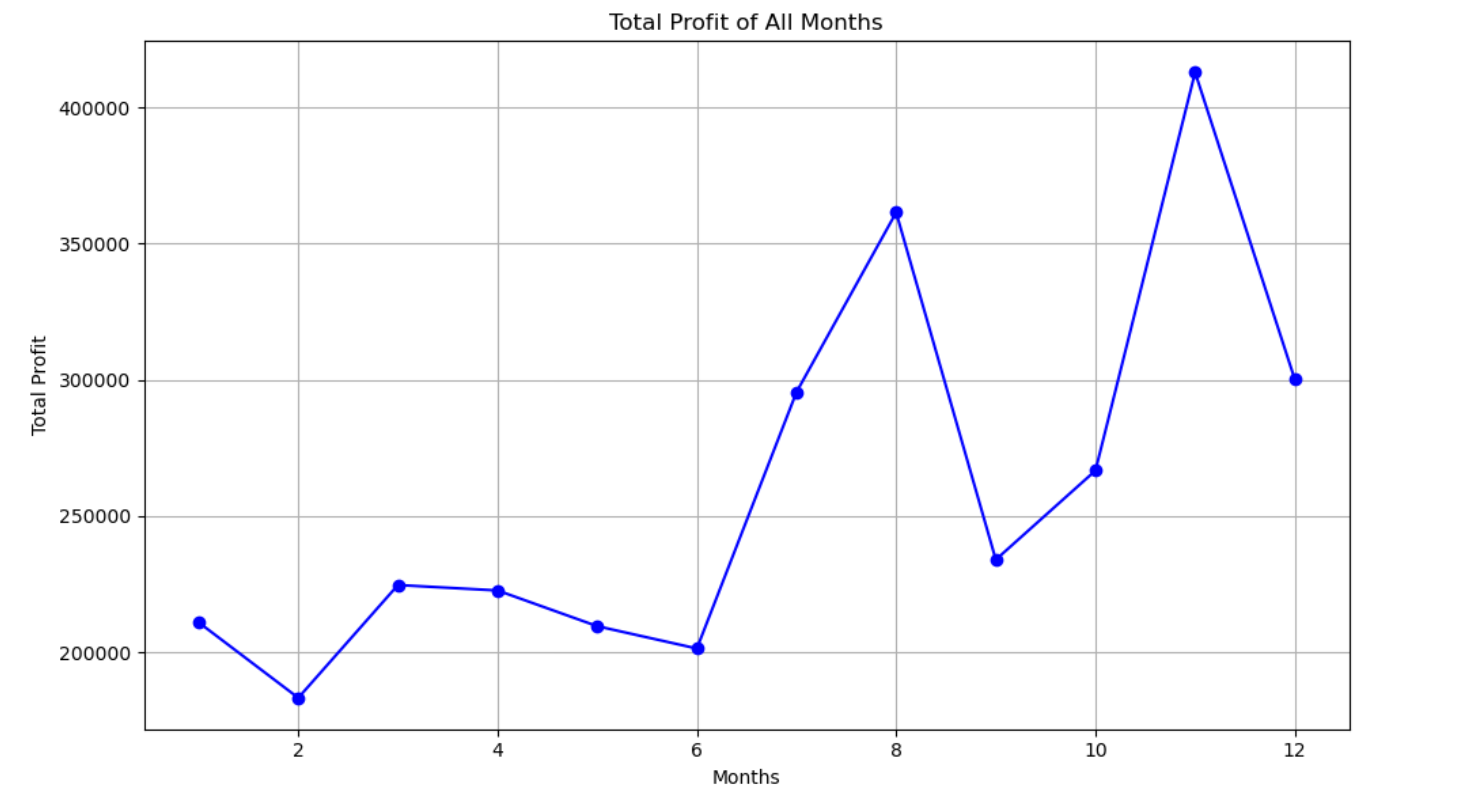 Total Profit of All Months
400000
350000
300000
250000
200000
Total Profit
2 4 6 8 10 12
Months